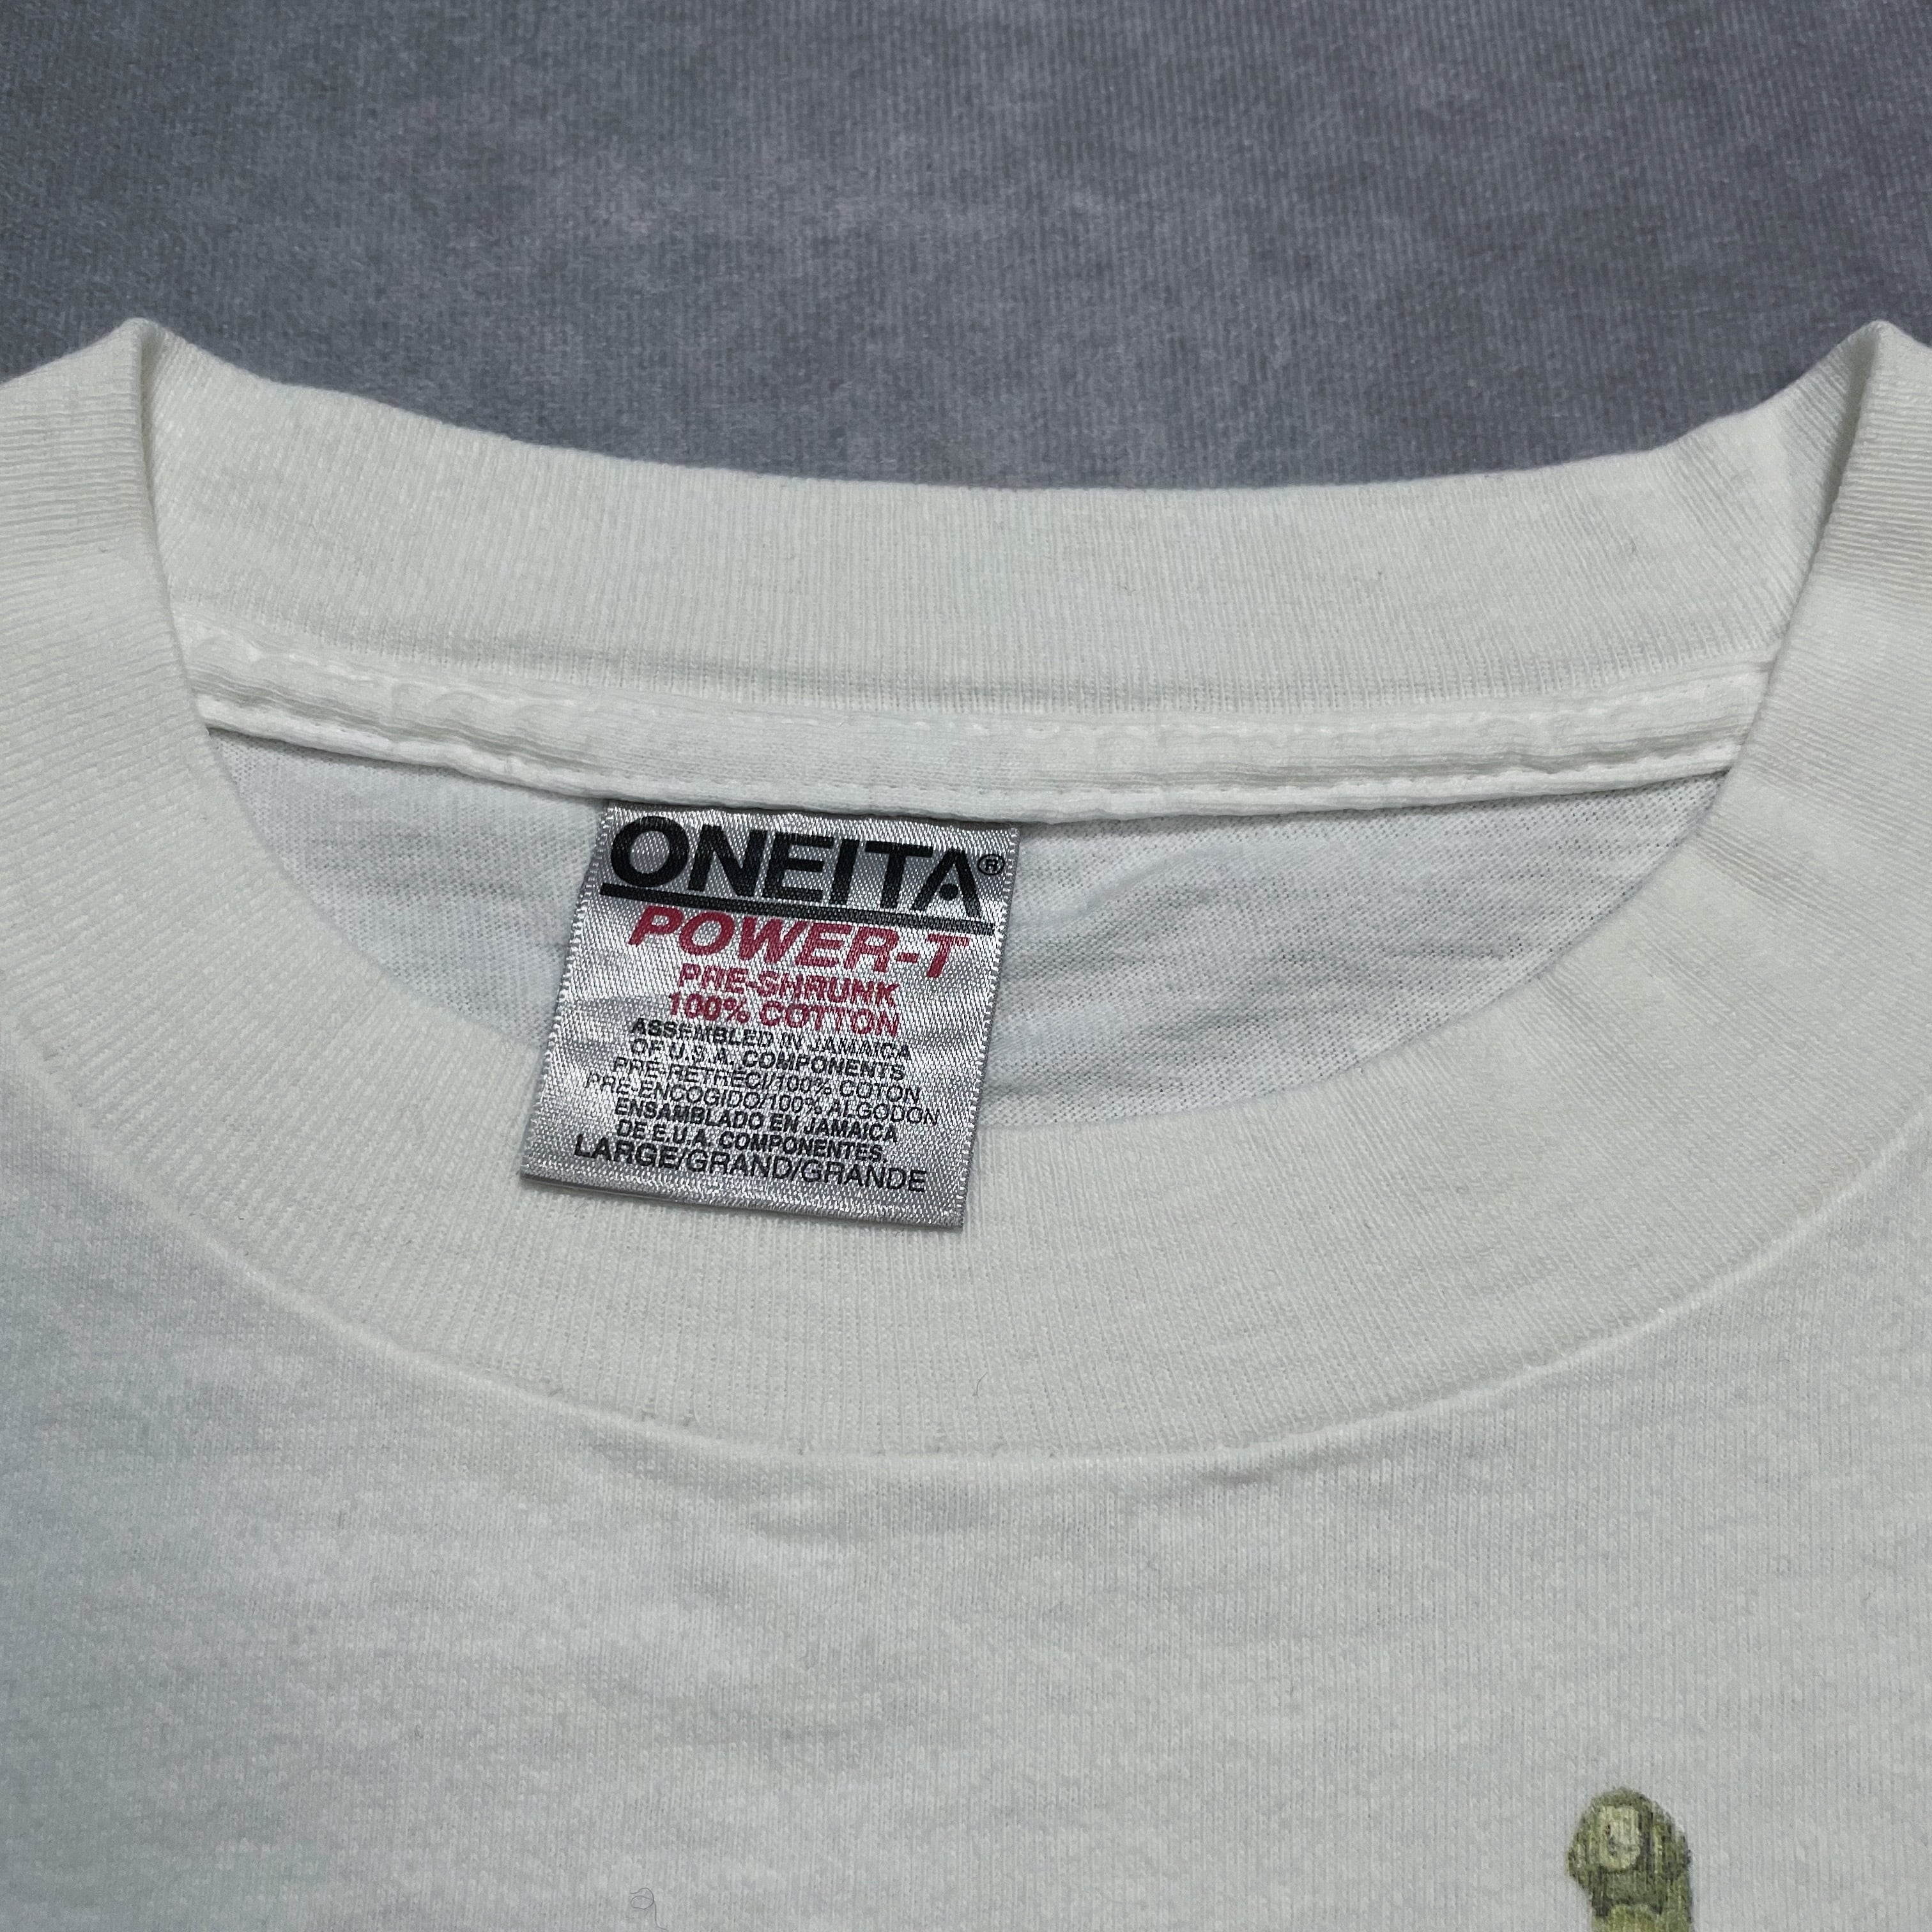 ONEITA®
POWER-T
PRE-SHRUNK
100% COTTON
ASSEMBLED IN JAMAICA
OF U.S.A. COMPONENTS
PRE-RETRECI/100% COTON
PRE-ENCOGIDO/100% ALGODON
ENSAMBLADO EN JAMAICA
DE E.U.A. COMPONENTES.
LARGE/GRAND/GRANDE